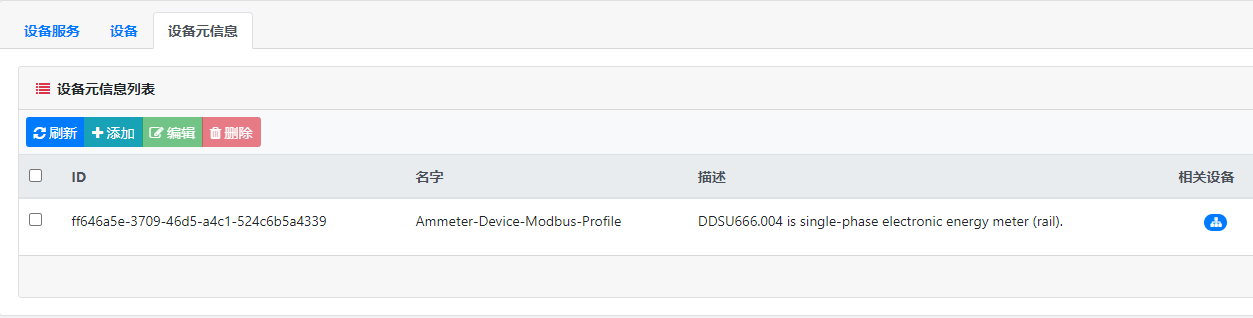 设备服务 设备 设备元信息
设备元信息列表
刷新 添加 编辑 删除
ID 名字 描述 相关设备
ff646a5e-3709-46d5-a4c1-524c6b5a4339 Ammeter-Device-Modbus-Profile DDSU666.004 is single-phase electronic energy meter (rail).